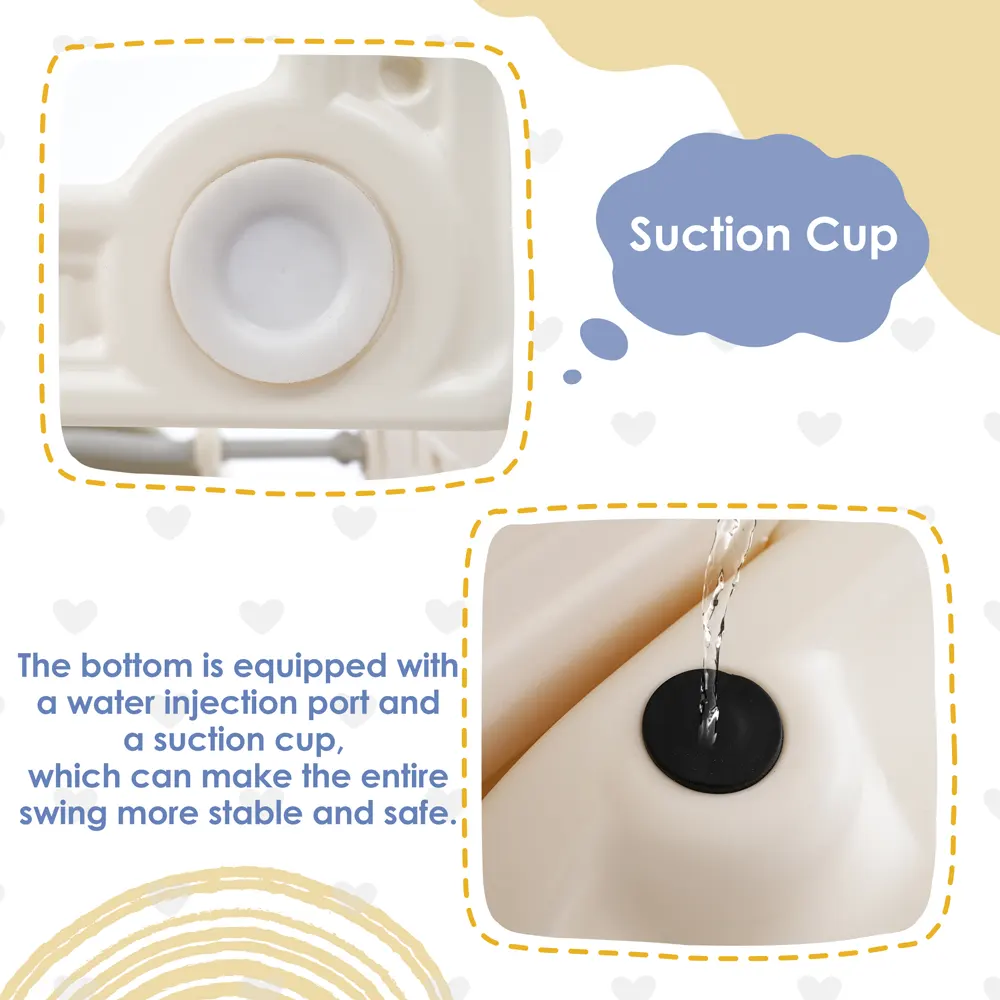 Suction Cup
The bottom is equipped with
a water injection port and
a suction cup,
which can make the entire
swing more stable and safe.